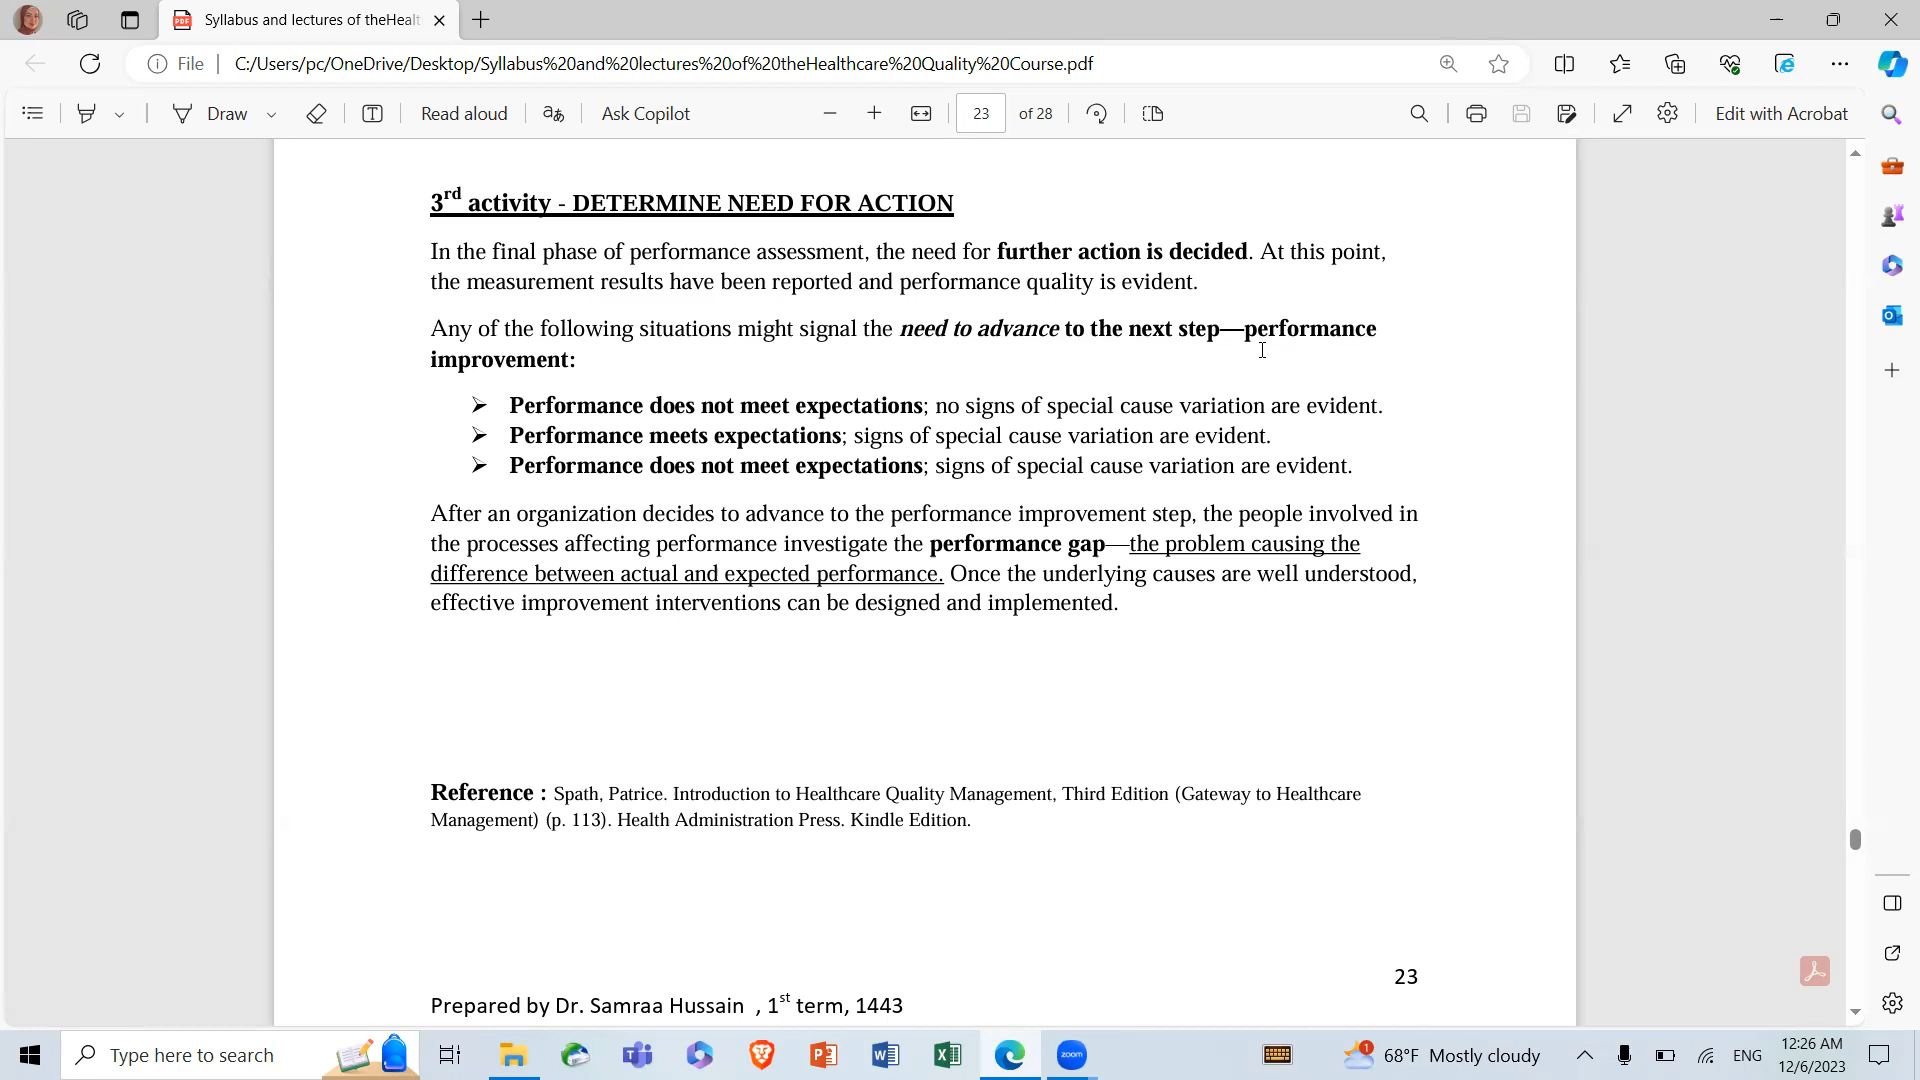 Syllabus and lectures of theHealt
File
C:/Users/pc/OneDrive/Desktop/Syllabus%20and%20lectures%20of%20theHealthcare%20Quality%20Course.pdf
Draw
Read aloud
Ask Copilot
23 of 28
Edit with Acrobat
3rd activity - DETERMINE NEED FOR ACTION
In the final phase of performance assessment, the need for further action is decided. At this point,
the measurement results have been reported and performance quality is evident.
Any of the following situations might signal the need to advance to the next step—performance
improvement:
➢ Performance does not meet expectations; no signs of special cause variation are evident.
➢ Performance meets expectations; signs of special cause variation are evident.
➢ Performance does not meet expectations; signs of special cause variation are evident.
After an organization decides to advance to the performance improvement step, the people involved in
the processes affecting performance investigate the performance gap—the problem causing the
difference between actual and expected performance. Once the underlying causes are well understood,
effective improvement interventions can be designed and implemented.
Reference : Spath, Patrice. Introduction to Healthcare Quality Management, Third Edition (Gateway to Healthcare
Management) (p. 113). Health Administration Press. Kindle Edition.
23
Prepared by Dr. Samraa Hussain , 1st term, 1443
Type here to search
zoom
68°F Mostly cloudy
ENG
12:26 AM
12/6/2023